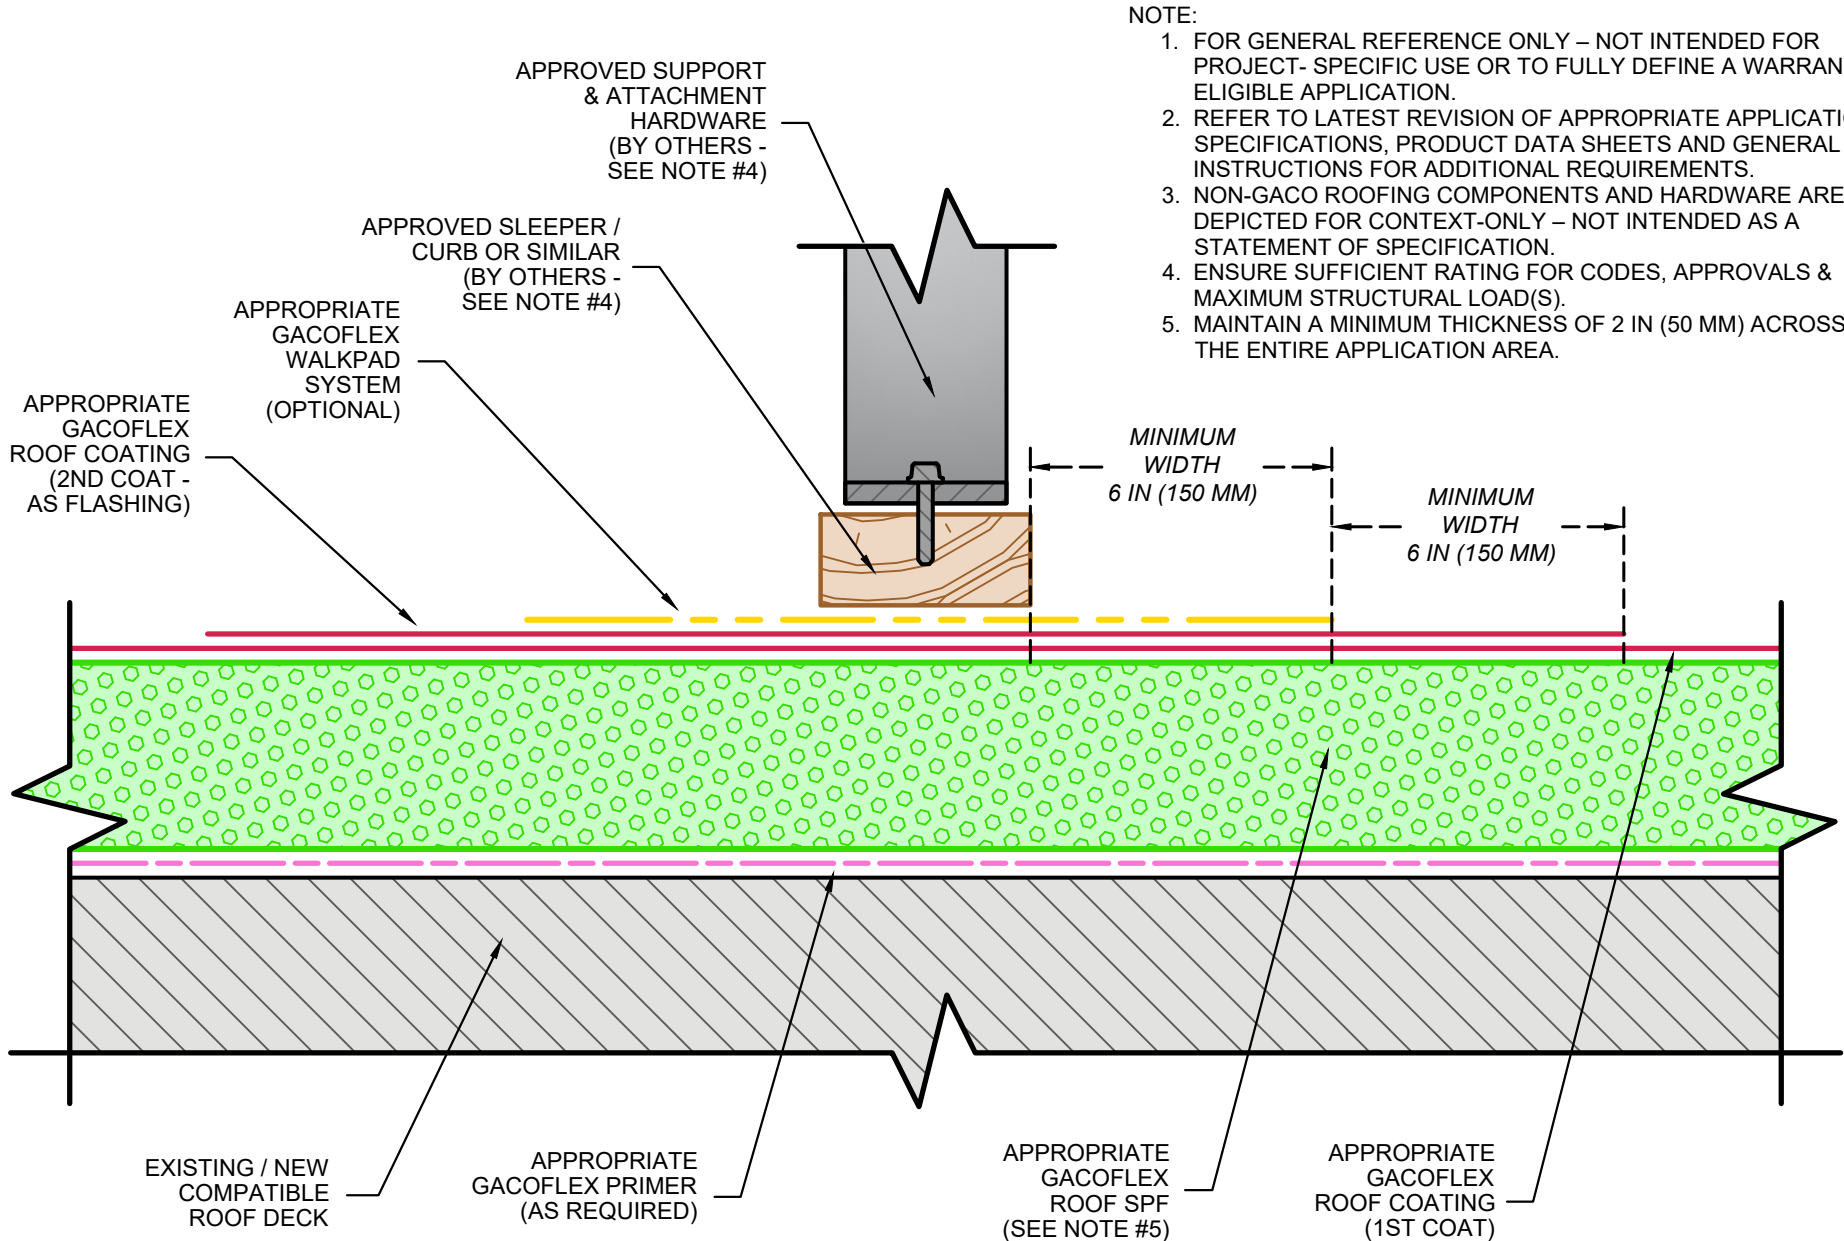 NOTE:
1. FOR GENERAL REFERENCE ONLY – NOT INTENDED FOR
PROJECT- SPECIFIC USE OR TO FULLY DEFINE A
ELIGIBLE APPLICATION.
2. REFER TO LATEST REVISION OF APPROPRIATE
SPECIFICATIONS, PRODUCT DATA SHEETS AND GENERAL
INSTRUCTIONS FOR ADDITIONAL REQUIREMENTS.
3. NON-GACO ROOFING COMPONENTS AND HARDWARE ARE
DEPICTED FOR CONTEXT-ONLY – NOT INTENDED AS A
STATEMENT OF SPECIFICATION.
4. ENSURE SUFFICIENT RATING FOR CODES, APPROVALS &
MAXIMUM STRUCTURAL LOAD(S).
5. MAINTAIN A MINIMUM THICKNESS OF 2 IN (50 MM) ACROSS
THE ENTIRE APPLICATION AREA.
APPROVED SUPPORT
& ATTACHMENT
HARDWARE
(BY OTHERS -
SEE NOTE #4)
APPROVED SLEEPER /
CURB OR SIMILAR
(BY OTHERS -
SEE NOTE #4)
APPROPRIATE
GACOFLEX
WALKPAD
SYSTEM
(OPTIONAL)
APPROPRIATE
GACOFLEX
ROOF COATING
(2ND COAT -
AS FLASHING)
MINIMUM
WIDTH
6 IN (150 MM)
MINIMUM
WIDTH
6 IN (150 MM)
EXISTING / NEW
COMPATIBLE
ROOF DECK
APPROPRIATE
GACOFLEX PRIMER
(AS REQUIRED)
APPROPRIATE
GACOFLEX
ROOF SPF
(SEE NOTE #5)
APPROPRIATE
GACOFLEX
ROOF COATING
(1ST COAT)